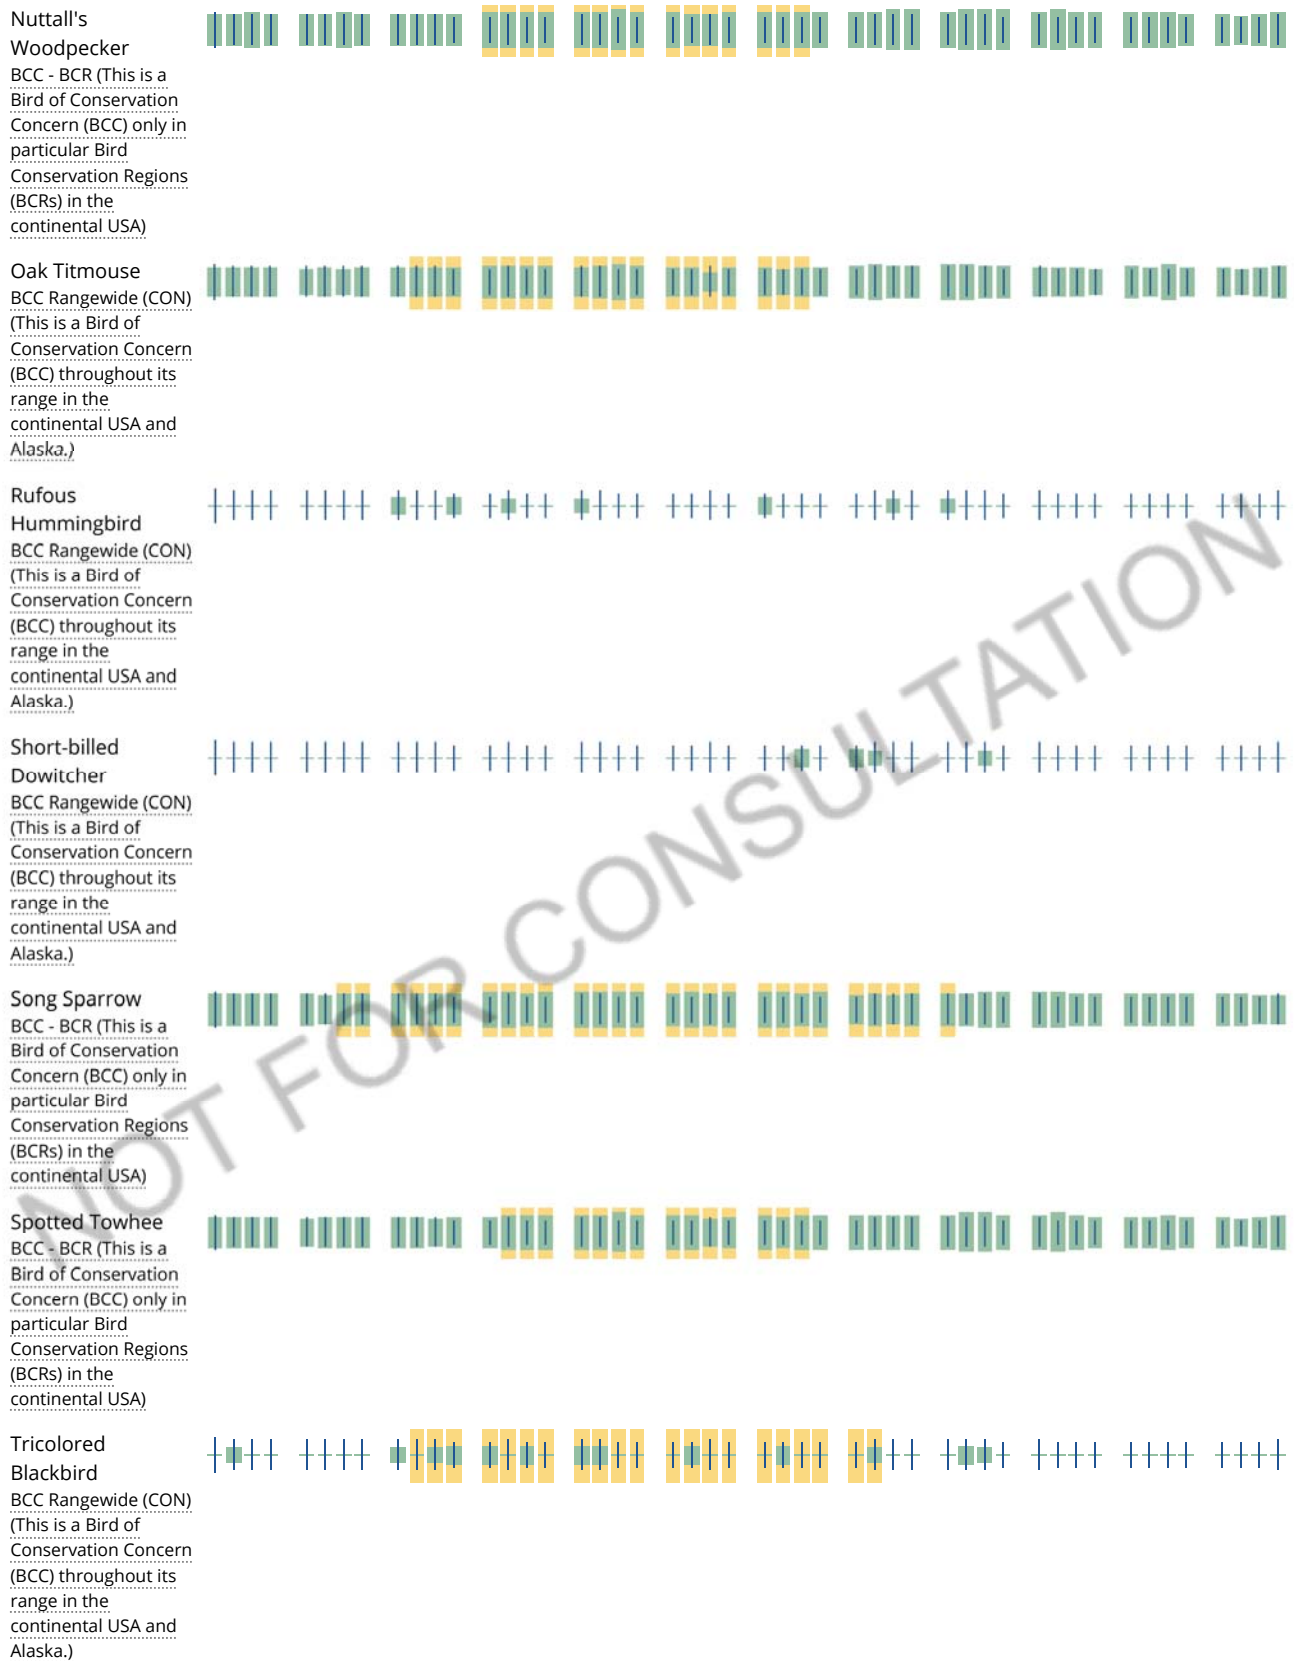 Nuttall's
Woodpecker
BCC - BCR (This is a
Bird of Conservation
Concern (BCC) only in
particular Bird
Conservation Regions
(BCRs) in the
continental USA)
Oak Titmouse
BCC Rangewide (CON)
(This is a Bird of
Conservation Concern
(BCC) throughout its
range in the
continental USA and
Alaska.)
Rufous
Hummingbird
BCC Rangewide (CON)
(This is a Bird of
Conservation Concern
(BCC) throughout its
range in the
continental USA and
Alaska.)
Short-billed
Dowitcher
BCC Rangewide (CON)
(This is a Bird of
Conservation Concern
(BCC) throughout its
range in the
continental USA and
Alaska.)
Song Sparrow
BCC - BCR (This is a
Bird of Conservation
Concern (BCC) only in
particular Bird
Conservation Regions
(BCRs) in the
continental USA)
Spotted Towhee
BCC - BCR (This is a
Bird of Conservation
Concern (BCC) only in
particular Bird
Conservation Regions
(BCRs) in the
continental USA)
Tricolored
Blackbird
BCC Rangewide (CON)
(This is a Bird of
Conservation Concern
(BCC) throughout its
range in the
continental USA and
Alaska.)
NOT FOR CONSULTATION